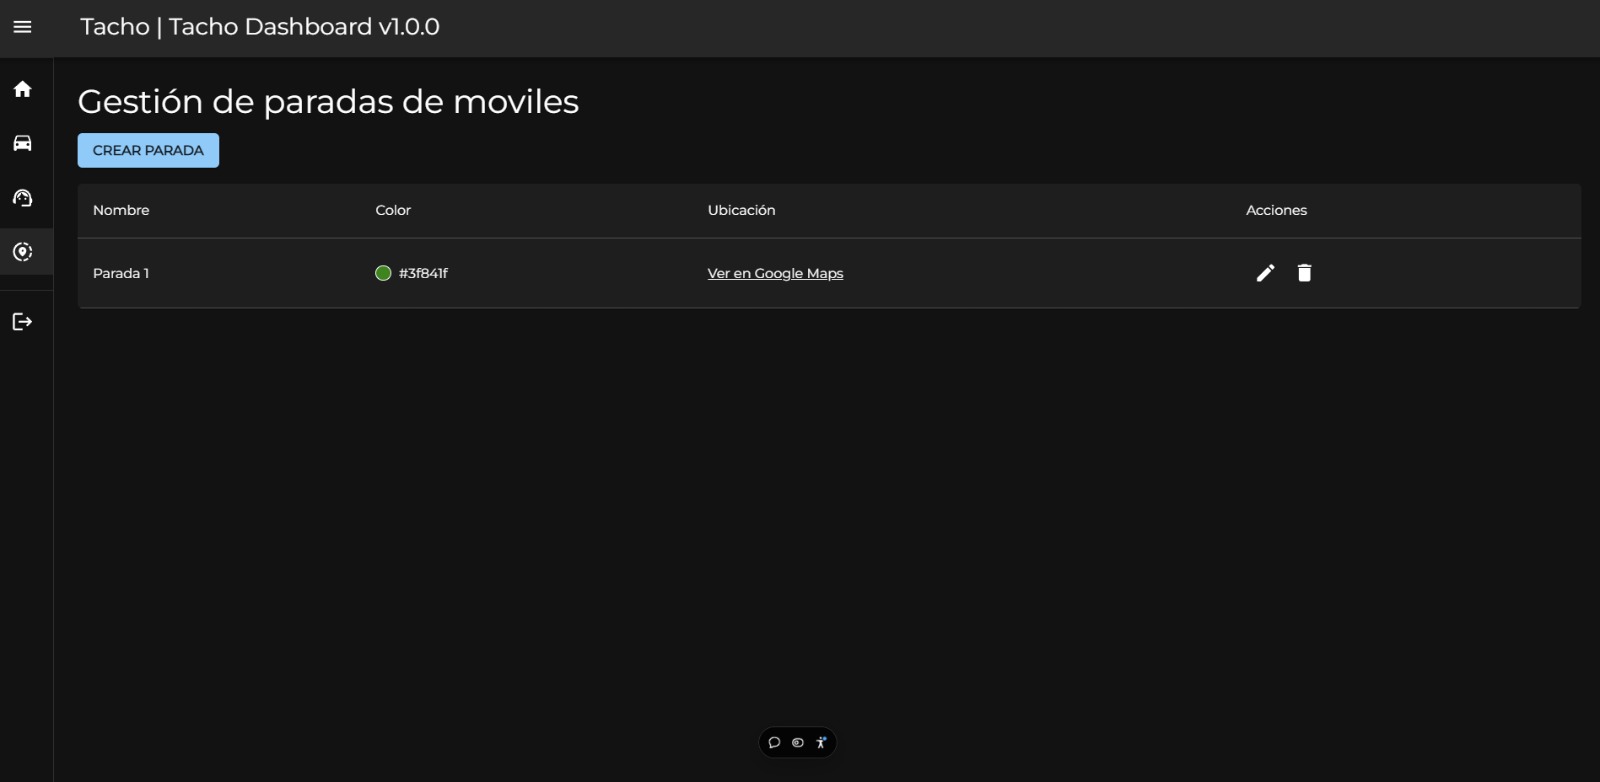 Tacho | Tacho Dashboard v1.0.0
Gestión de paradas de moviles
CREAR PARADA
Nombre Color Ubicación Acciones
Parada 1 #3f841f Ver en Google Maps